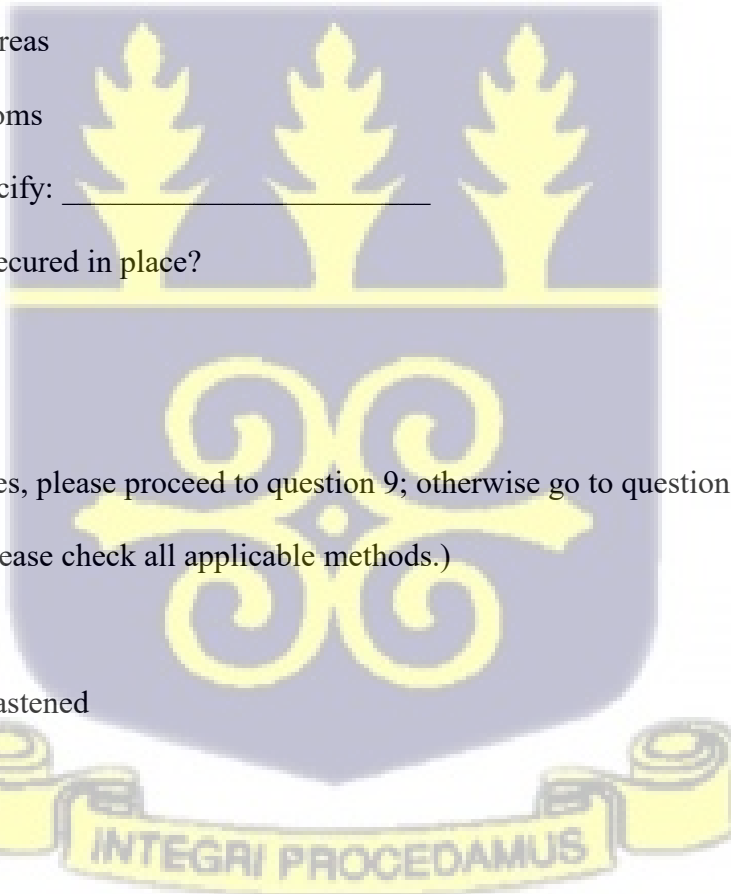 reas
oms
cify: _______________________
ecured in place?
es, please proceed to question 9; otherwise go to question
ease check all applicable methods.)
astened
INTEGRI PROCEDAMUS